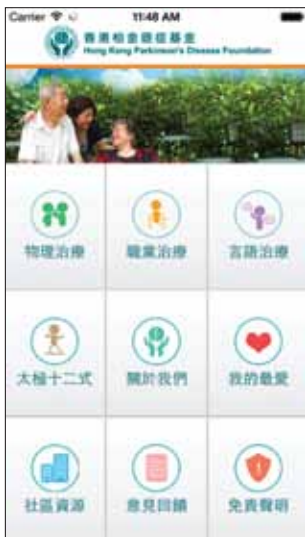 Carrier 11:48 AM
香港柏金遜症基金
Hong Kong Parkinson's Disease Foundation
物理治療 職業治療 言語治療
太極十二式 關於我們 我的最愛
社區資源 意見回饋 免責聲明